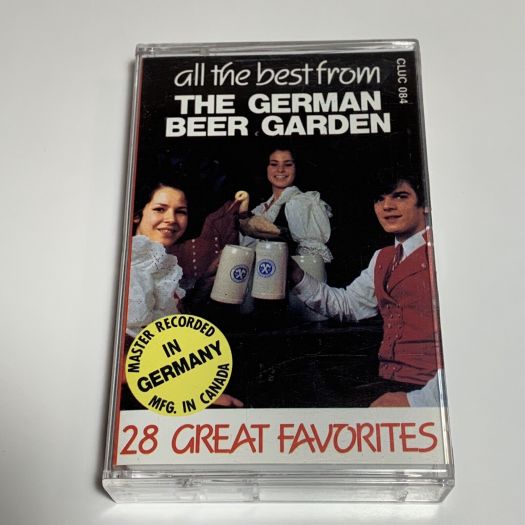 all the best from
CLUC 084
THE GERMAN
BEER GARDEN
MASTER RECORDED
IN
GERMANY
MFG. IN CANADA
28 GREAT FAVORITES